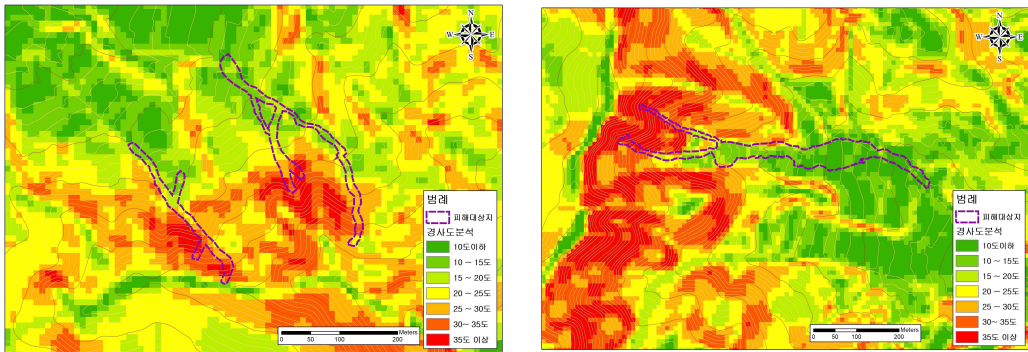 N
W E
S
범례
피해대상지
경사도분석
10도이하
10 ~ 15도
15 ~ 20도
20 ~ 25도
25 ~ 30도
30 ~ 35도
35도 이상
Meters
0 50 100 200
N
W E
S
범례
피해대상지
경사도분석
10도이하
10 ~ 15도
15 ~ 20도
20 ~ 25도
25 ~ 30도
30 ~ 35도
35도 이상
Meters
0 50 100 200